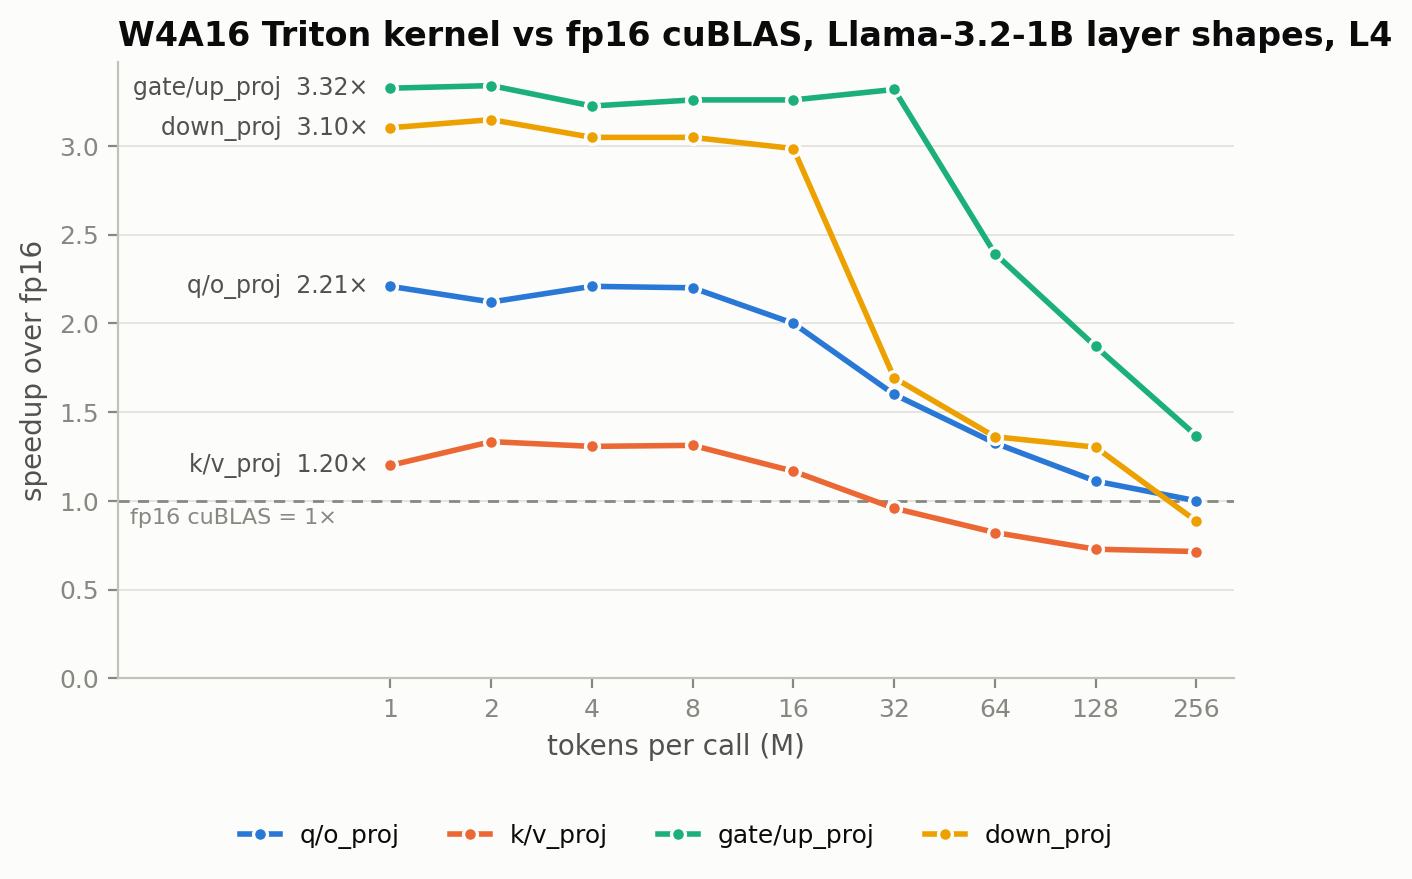 W4A16 Triton kernel vs fp16 cuBLAS, Llama-3.2-1B layer shapes, L4
gate/up_proj 3.32×
down_proj 3.10×
q/o_proj 2.21×
k/v_proj 1.20×
fp16 cuBLAS = 1×
speedup over fp16
3.0
2.5
2.0
1.5
1.0
0.5
0.0
1 2 4 8 16 32 64 128 256
tokens per call (M)
q/o_proj k/v_proj gate/up_proj down_proj